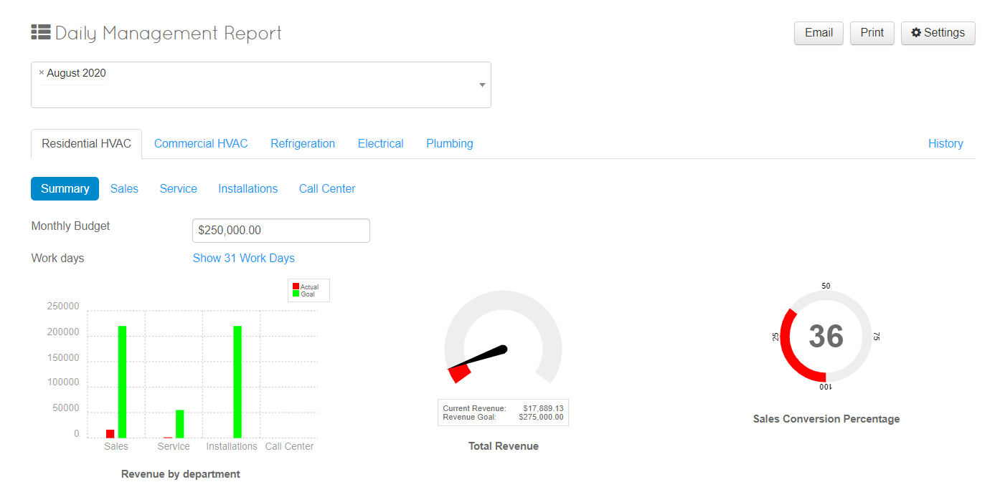 Daily Management Report
Email
Print
Settings
× August 2020
Residential HVAC
Commercial HVAC
Refrigeration
Electrical
Plumbing
History
Summary
Sales
Service
Installations
Call Center
Monthly Budget
$250,000.00
Work days
Show 31 Work Days
Actual
Goal
250000
200000
150000
100000
50000
0
Sales
Service
Installations
Call Center
Revenue by department
Current Revenue: $17,889.13
Revenue Goal: $275,000.00
Total Revenue
50
25
36
75
100
Sales Conversion Percentage